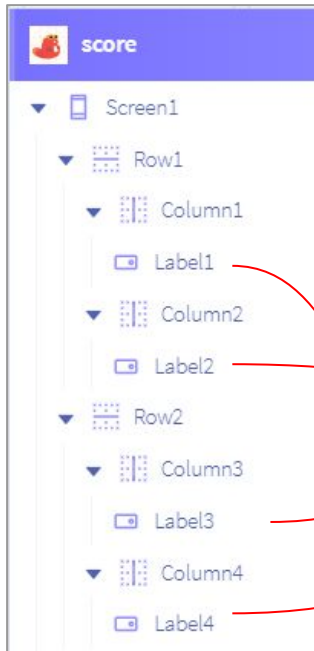 score
Screen1
Row1
Column1
Label1
Column2
Label2
Row2
Column3
Label3
Column4
Label4